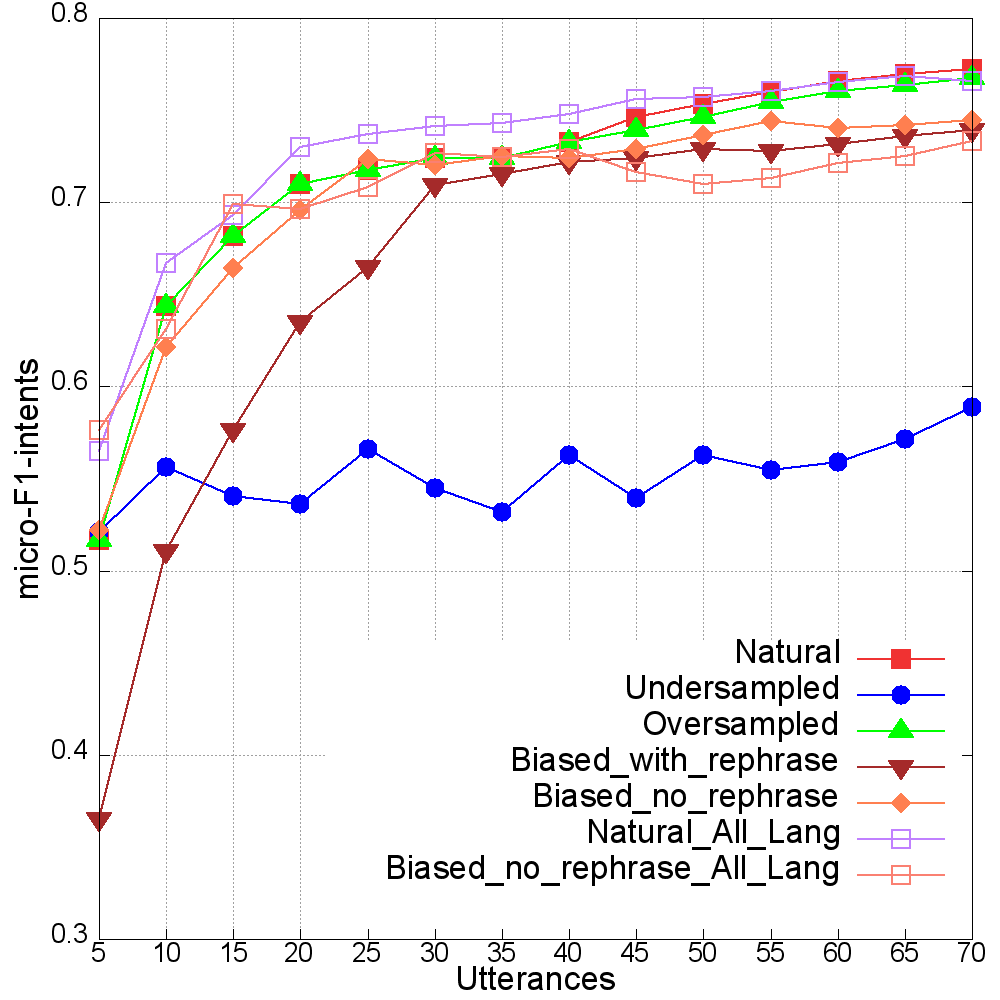 0.8
0.7
0.6
0.5
0.4
0.3
micro-F1-intents
Natural
Undersampled
Oversampled
Biased_with_rephrase
Biased_no_rephrase
Natural_All_Lang
Biased_no_rephrase_All_Lang
5 10 15 20 25 30 35 40 45 50 55 60 65 70
Utterances